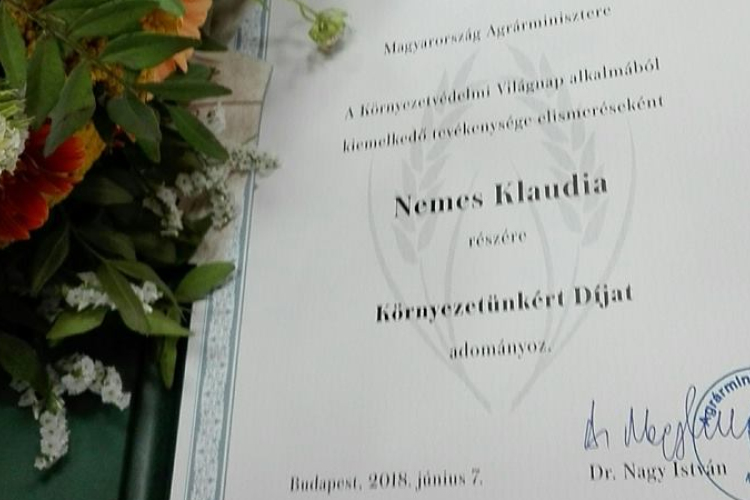 Magyarország Agrárminisztere
A Környezetvédelmi Világnap alkalmából
kiemelkedő tevékenysége elismeréseként
Nemes Klaudia
részére
Környezetünkért Díjat
adományoz.
Agrármin
Dr. Nagy István
Budapest, 2018. június 7.